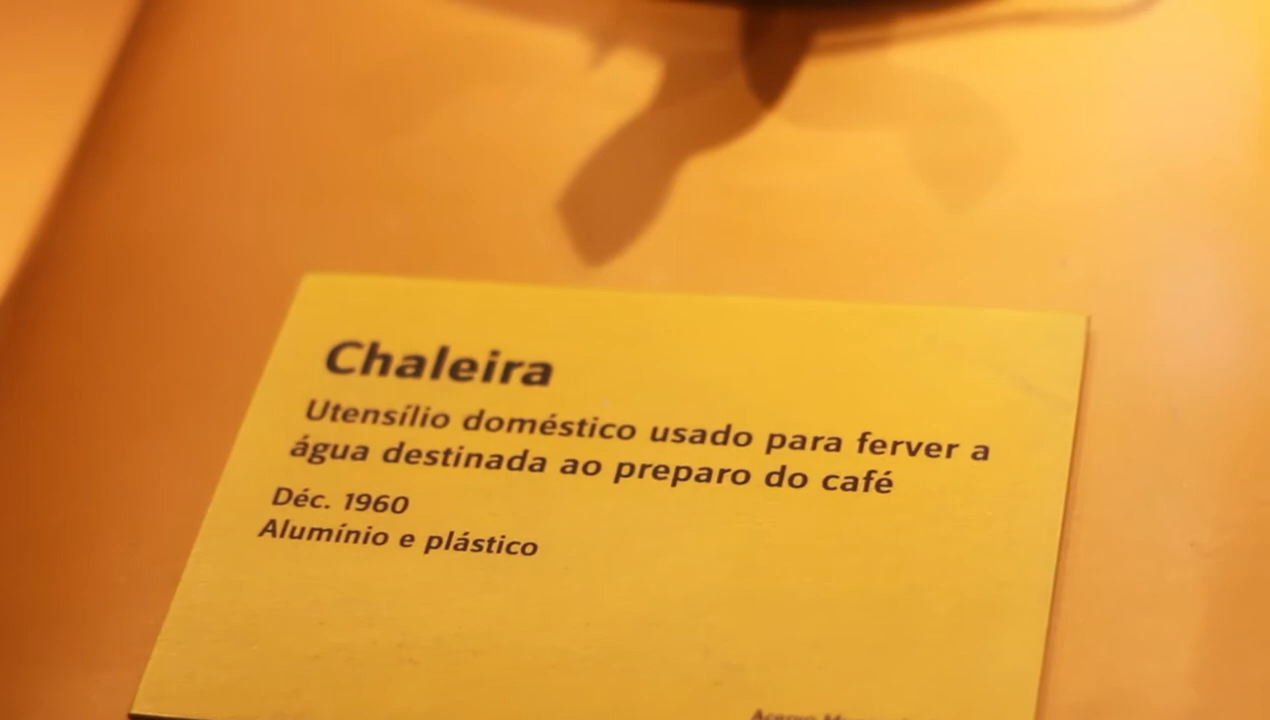 Chaleira
Utensílio doméstico usado para ferver a
água destinada ao preparo do café
Déc. 1960
Alumínio e plástico